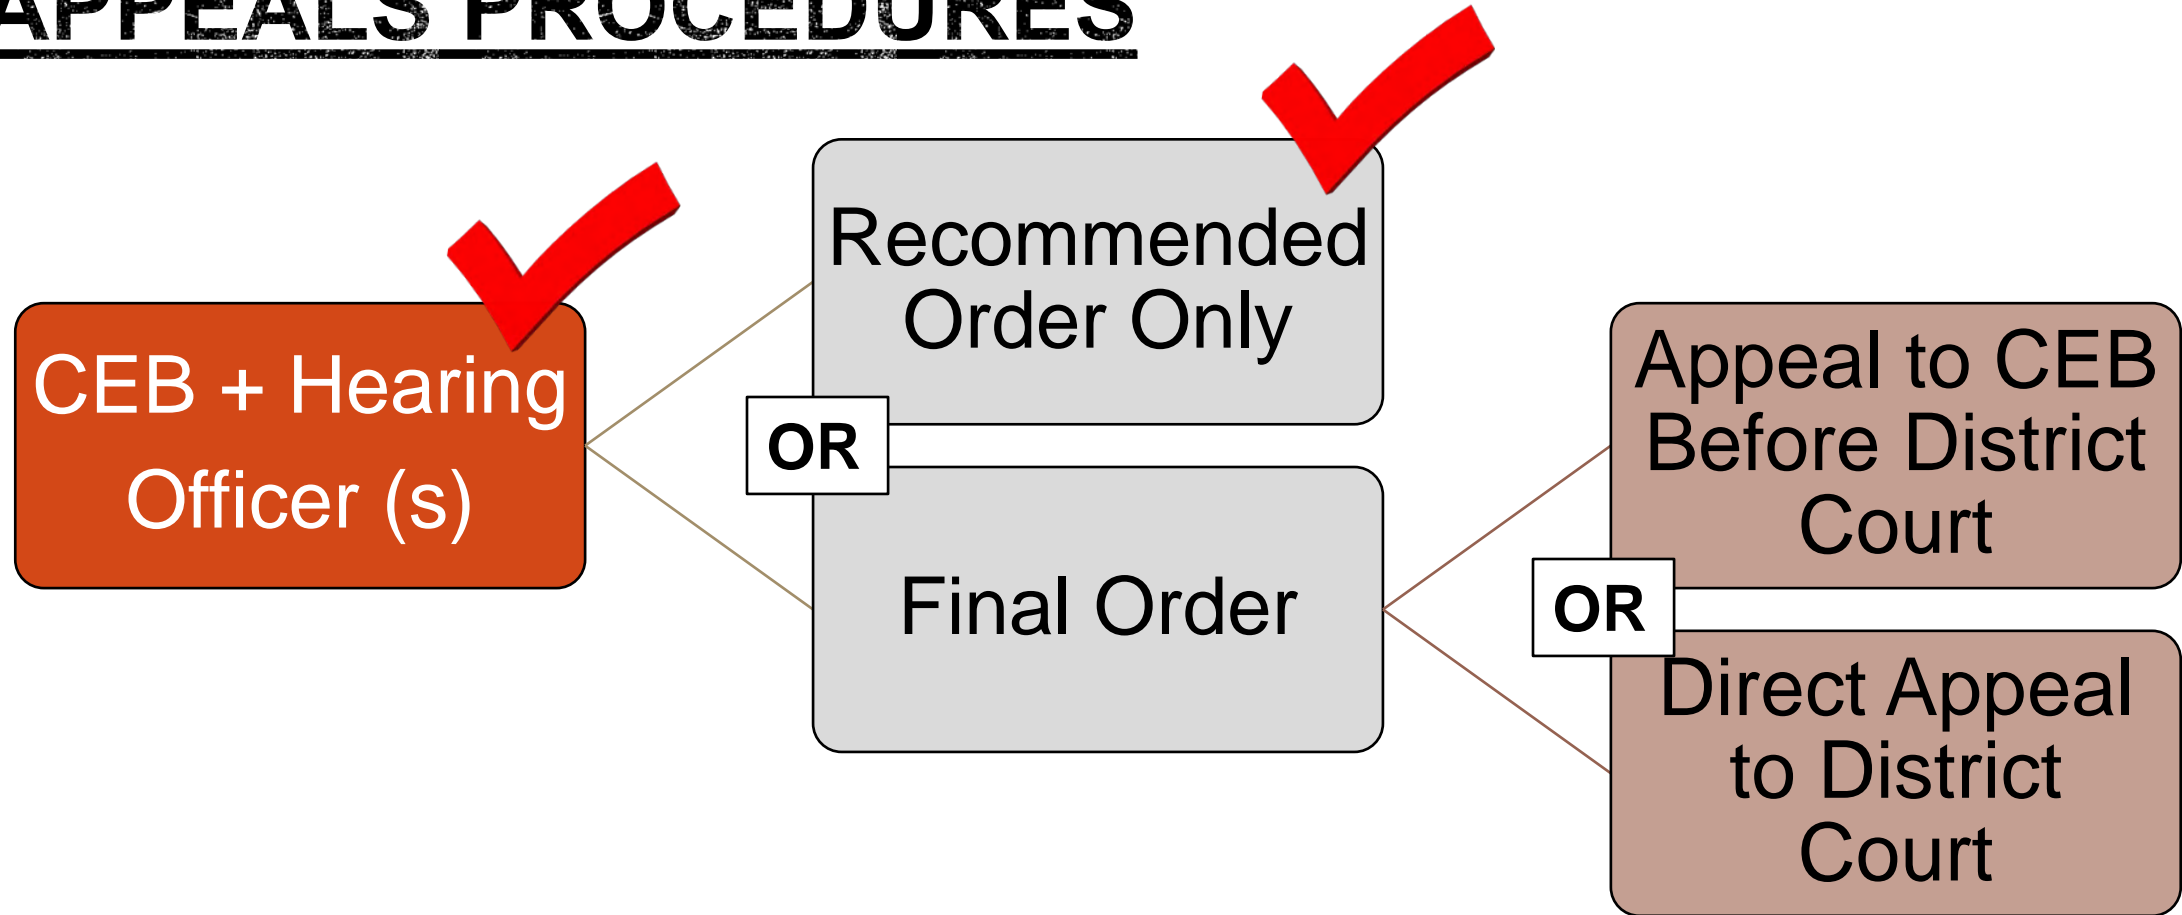 APPEALS PROCEDURES
CEB + Hearing
Officer (s)
Recommended
Order Only
OR
Final Order
Appeal to CEB
Before District
Court
OR
Direct Appeal
to District
Court